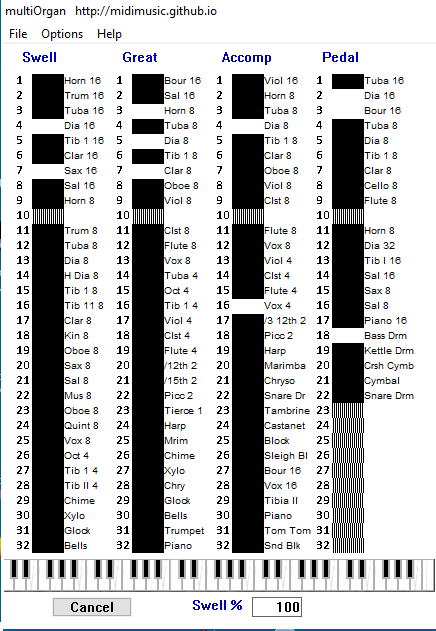 multiOrgan   http://midimusic.github.io
File   Options   Help
Swell   Great   Accomp   Pedal
1 Horn 16   1 Bour 16   1 Viol 16   1 Tuba 16
2 Trum 16   2 Sal 16   2 Horn 8   2 Dia 16
3 Tuba 16   3 Horn 8   3 Tuba 8   3 Bour 16
4 Dia 16   4 Tuba 8   4 Dia 8   4 Tuba 8
5 Tib 1 16   5 Dia 8   5 Tib 1 8   5 Dia 8
6 Clar 16   6 Tib 1 8   6 Clar 8   6 Tib 1 8
7 Sax 16   7 Clar 8   7 Oboe 8   7 Clar 8
8 Sal 16   8 Oboe 8   8 Viol 8   8 Cello 8
9 Horn 8   9 Viol 8   9 Clst 8   9 Flute 8
10   10   10   10
11 Trum 8   11 Clst 8   11 Flute 8   11 Horn 8
12 Tuba 8   12 Flute 8   12 Vox 8   12 Dia 32
13 Dia 8   13 Vox 8   13 Viol 4   13 Tib I 16
14 H Dia 8   14 Tuba 4   14 Clst 4   14 Sal 16
15 Tib 1 8   15 Oct 4   15 Flute 4   15 Sax 8
16 Tib 11 8   16 Tib 1 4   16 Vox 4   16 Sal 8
17 Clar 8   17 Viol 4   17 /3 12th 2   17 Piano 16
18 Kin 8   18 Clst 4   18 Picc 2   18 Bass Drm
19 Oboe 8   19 Flute 4   19 Harp   19 Kettle Drm
20 Sax 8   20 /12th 2   20 Marimba   20 Crsh Cymb
21 Sal 8   21 /15th 2   21 Chryso   21 Cymbal
22 Mus 8   22 Picc 2   22 Snare Dr   22 Snare Drm
23 Oboe 8   23 Tierce 1   23 Tambrine   23
24 Quint 8   24 Harp   24 Castanet   24
25 Vox 8   25 Mrim   25 Block   25
26 Oct 4   26 Chime   26 Sleigh Bl   26
27 Tib 1 4   27 Xylo   27 Bour 16   27
28 Tib II 4   28 Chry   28 Vox 16   28
29 Chime   29 Glock   29 Tibia II   29
30 Xylo   30 Bells   30 Piano   30
31 Glock   31 Trumpet   31 Tom Tom   31
32 Bells   32 Piano   32 Snd Blk   32
Cancel   Swell %   100